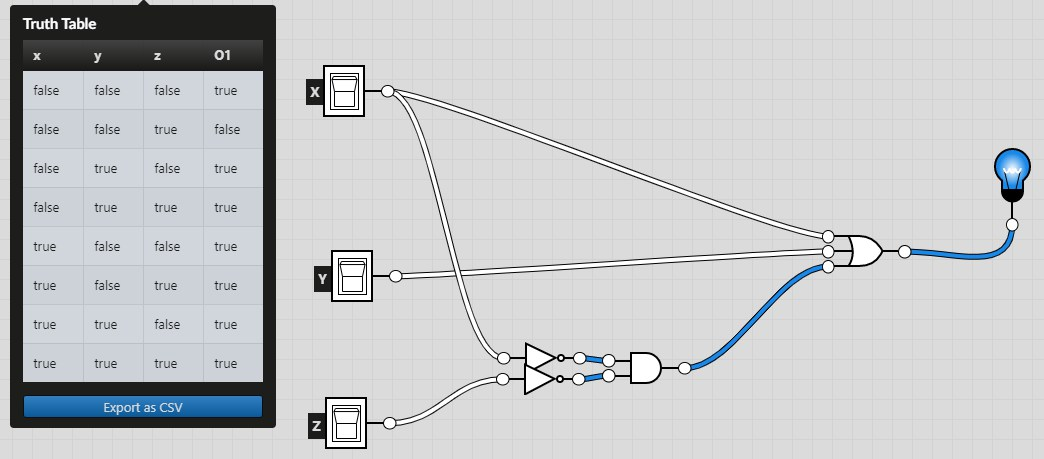 Truth Table
x y z O1
false false false true
false false true false
false true false true
false true true true
true false false true
true false true true
true true false true
true true true true
Export as CSV
X
Y
Z